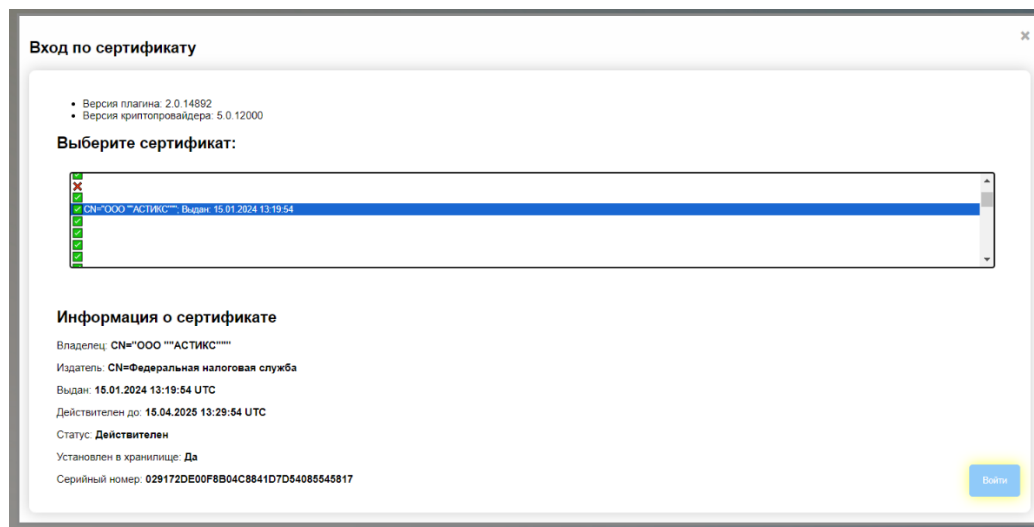 Вход по сертификату
Версия плагина: 2.0.14892
Версия криптопровайдера: 5.0.12000
Выберите сертификат:
CN="ООО ""АСТИКС"""; Выдан: 15.01.2024 13:19:54
Информация о сертификате
Владелец: CN="ООО ""АСТИКС"""
Издатель: CN=Федеральная налоговая служба
Выдан: 15.01.2024 13:19:54 UTC
Действителен до: 15.04.2025 13:29:54 UTC
Статус: Действителен
Установлен в хранилище: Да
Серийный номер: 029172DE00F8B04C8841D7D54085545817
Войти